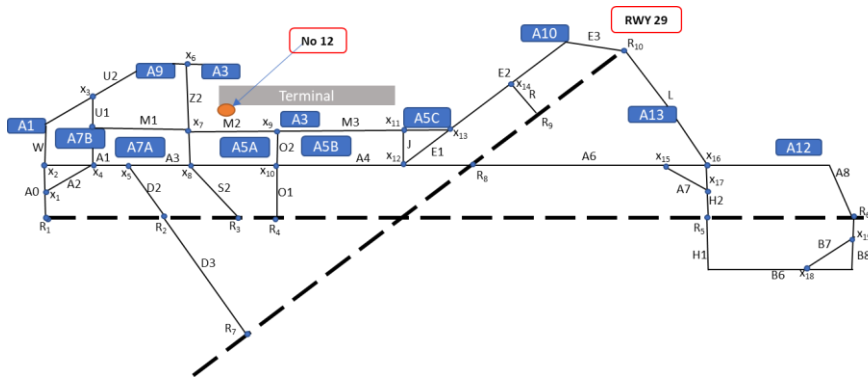 RWY 29
A10
E3
R10
No 12
x6
A9
A3
U2
x3
Z2
E2
x14
R
Terminal
L
U1
M1
x7
M2
x9
A3
M3
x11
A5C
x13
R9
A13
A1
A7B
W
A7A
A5A
O2
A5B
J
E1
x12
A1
A3
A4
A6
x15
x16
A12
x2
x4
x5
x8
x10
R8
x17
A0
A2
x1
D2
S2
O1
A7
H2
A8
R1
R2
R3
R4
R5
D3
H1
B7
B8
B6
x18
R7